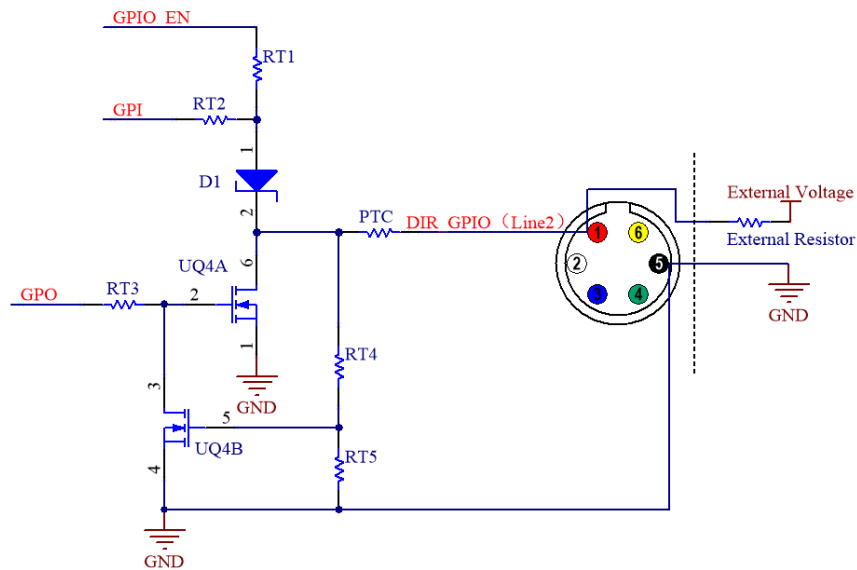 GPIO_EN
RT1
GPI
RT2
1
D1
2
External Voltage
PTC
DIR_GPIO（Line2）
1
6
External Resistor
6
UQ4A
2
5
GPO
RT3
2
3
4
GND
1
RT4
GND
3
5
UQ4B
4
RT5
GND